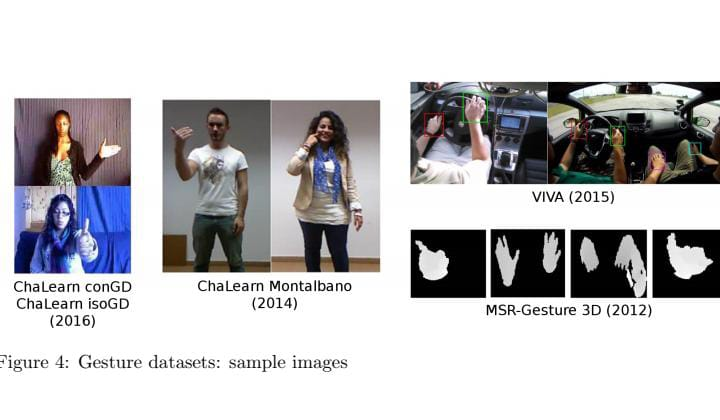 ChaLearn conGD
ChaLearn isoGD
(2016)
ChaLearn Montalbano
(2014)
VIVA (2015)
MSR-Gesture 3D (2012)
Figure 4: Gesture datasets: sample images